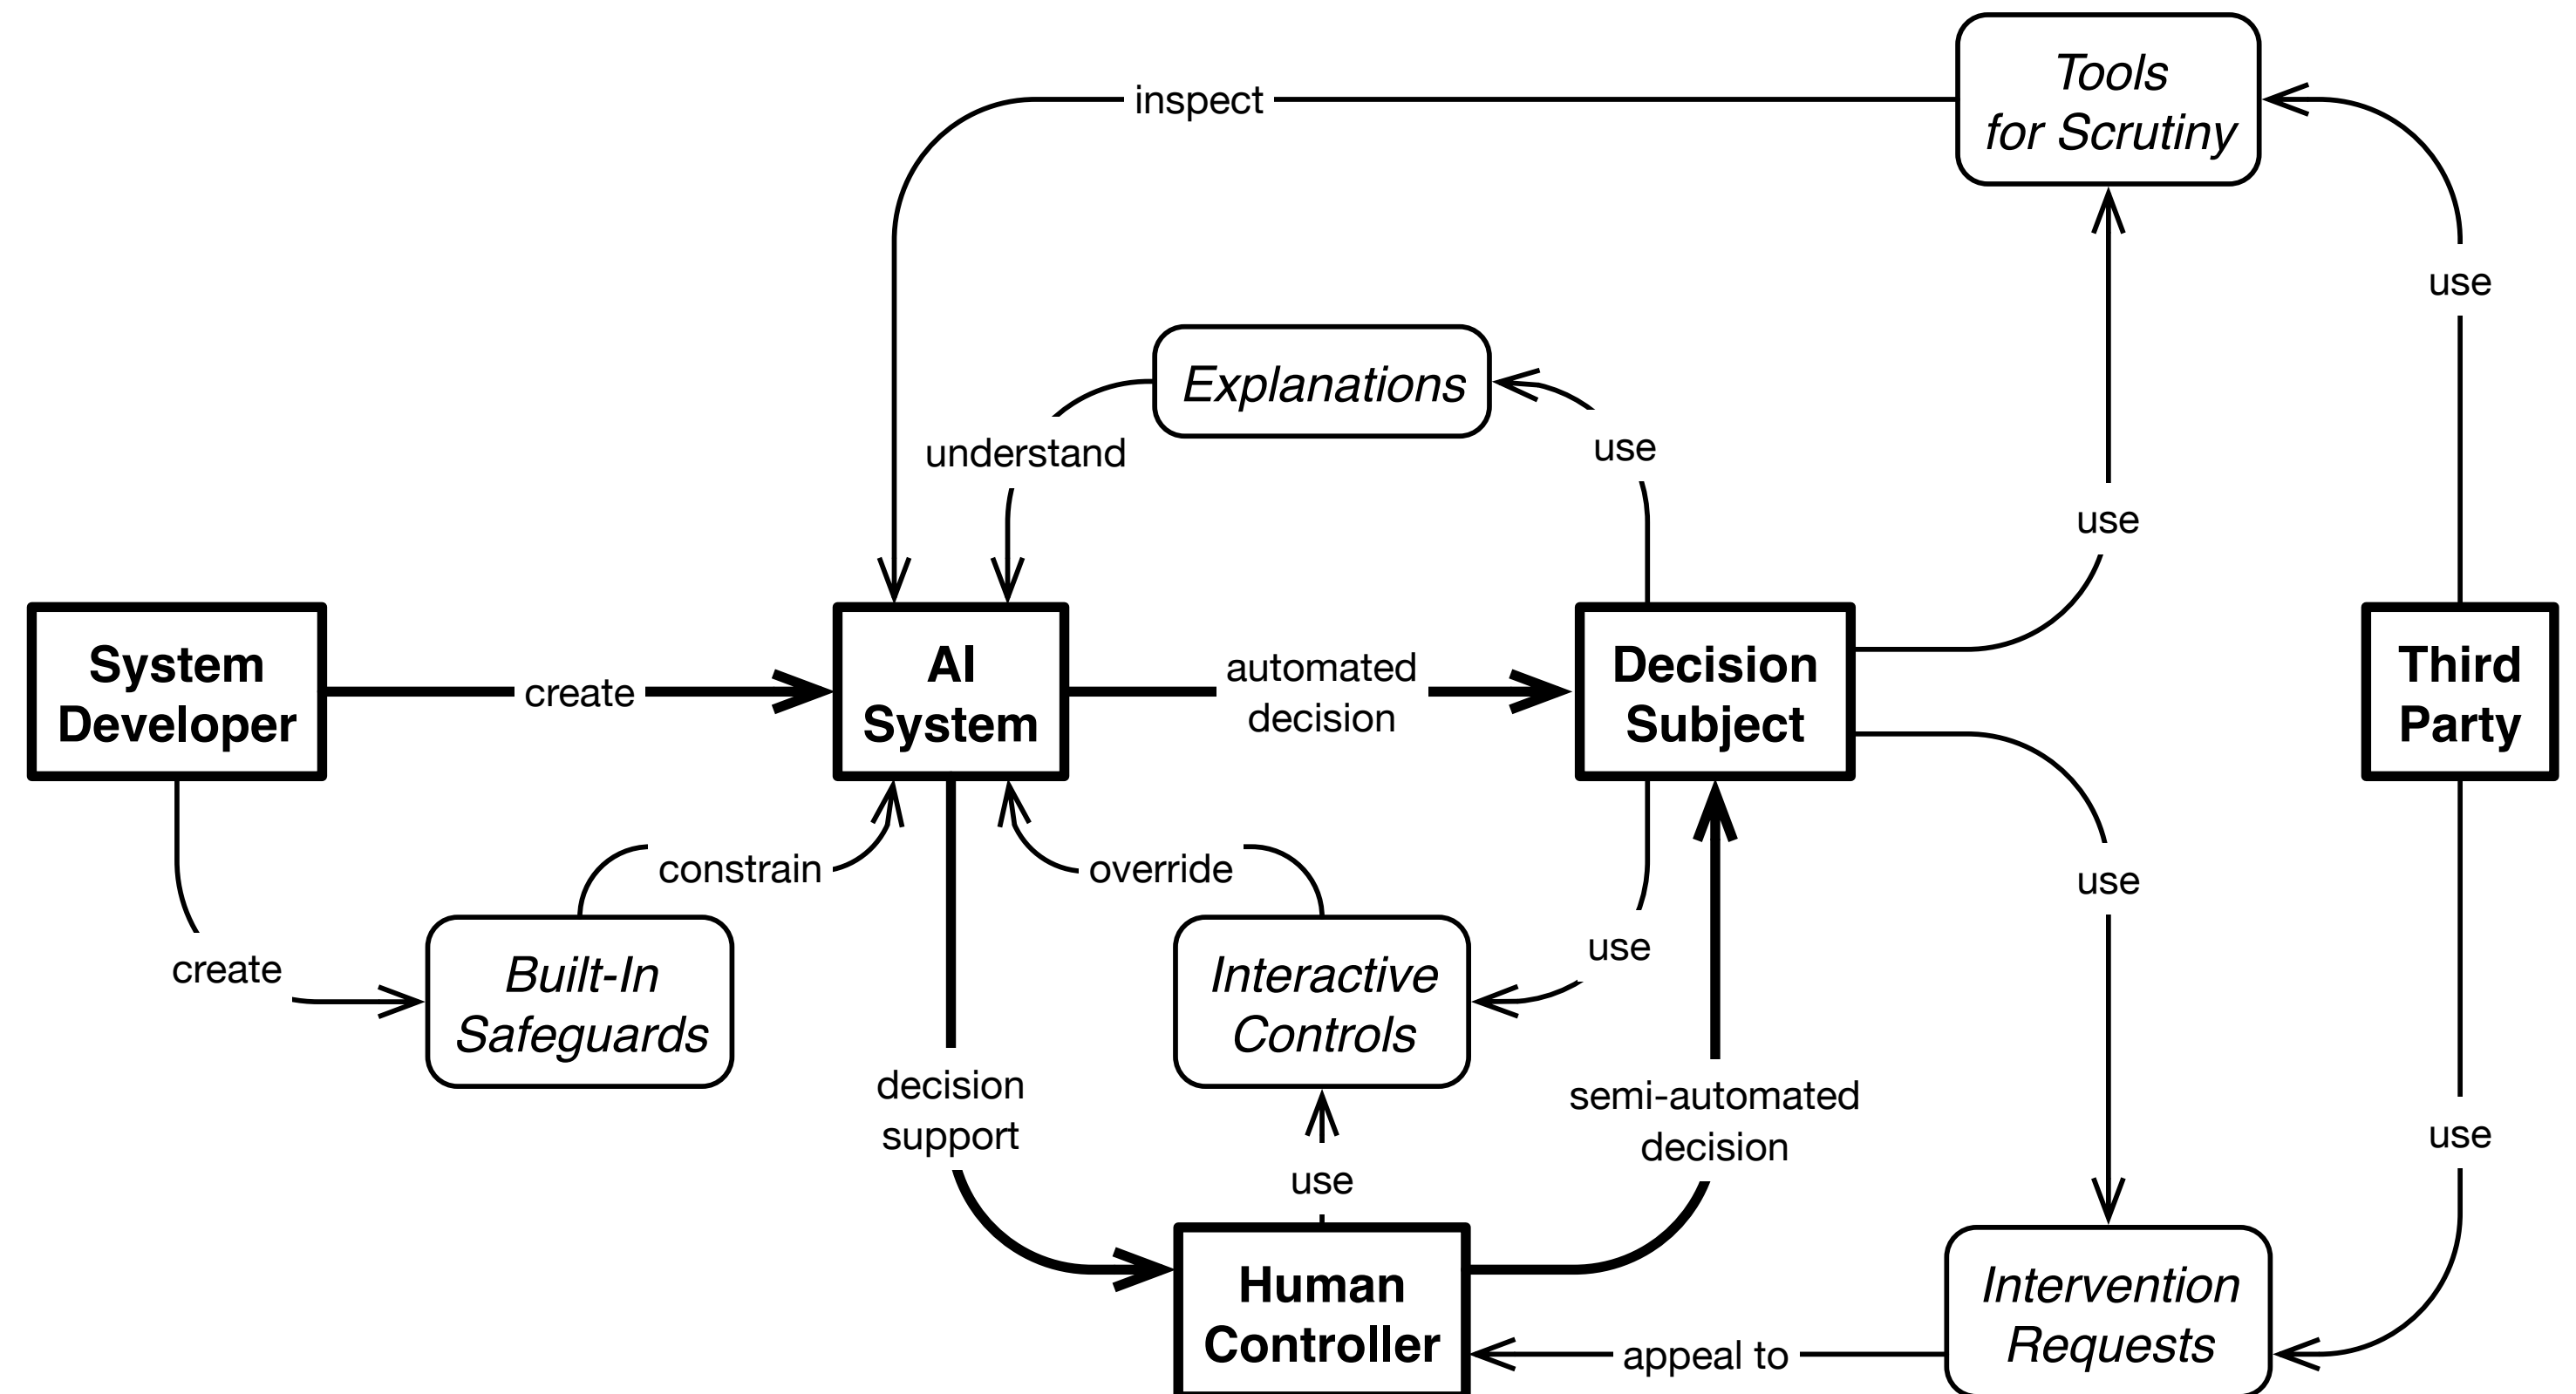 Tools
for Scrutiny
inspect
use
Explanations
understand
use
use
System
Developer
create
AI
System
automated
decision
Decision
Subject
Third
Party
constrain
override
use
create
Built-In
Safeguards
Interactive
Controls
use
decision
support
semi-automated
decision
use
use
Human
Controller
appeal to
Intervention
Requests